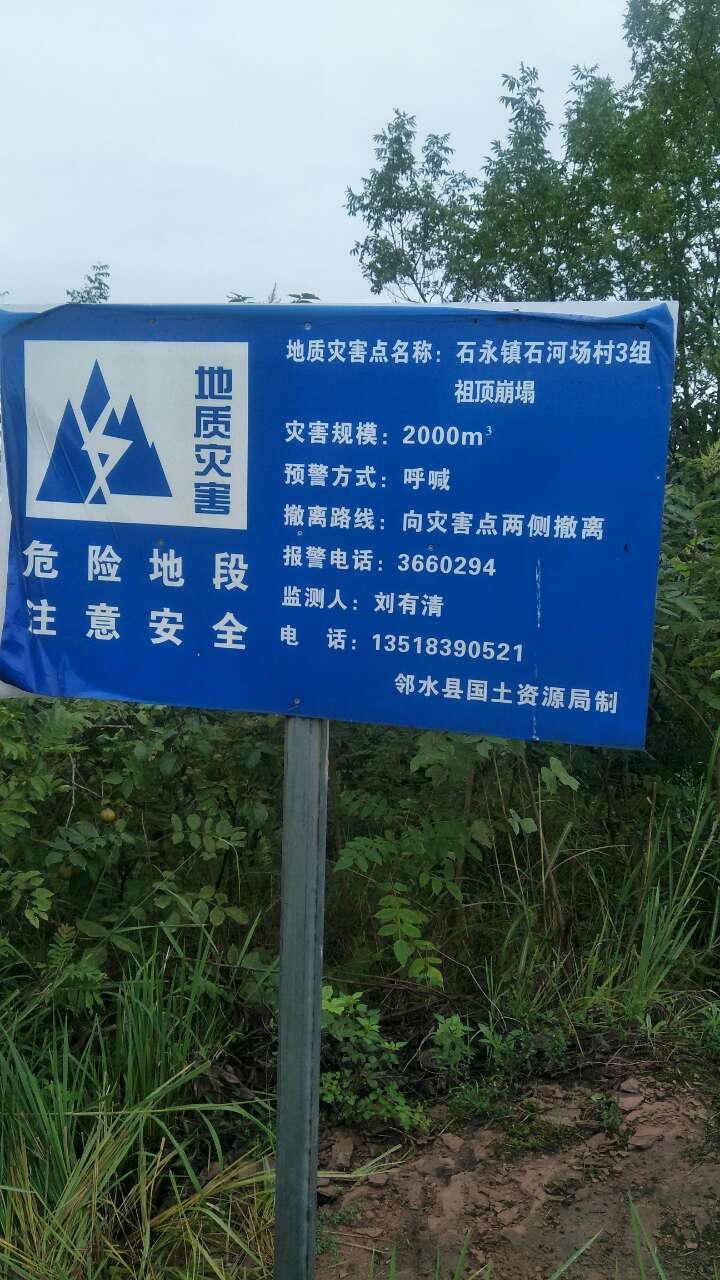 地质灾害
危险地段
注意安全
地质灾害点名称：石永镇石河场村3组
祖顶崩塌
灾害规模：2000m³
预警方式：呼喊
撤离路线：向灾害点两侧撤离
报警电话：3660294
监测人：刘有清
电 话：13518390521
邻水县国土资源局制